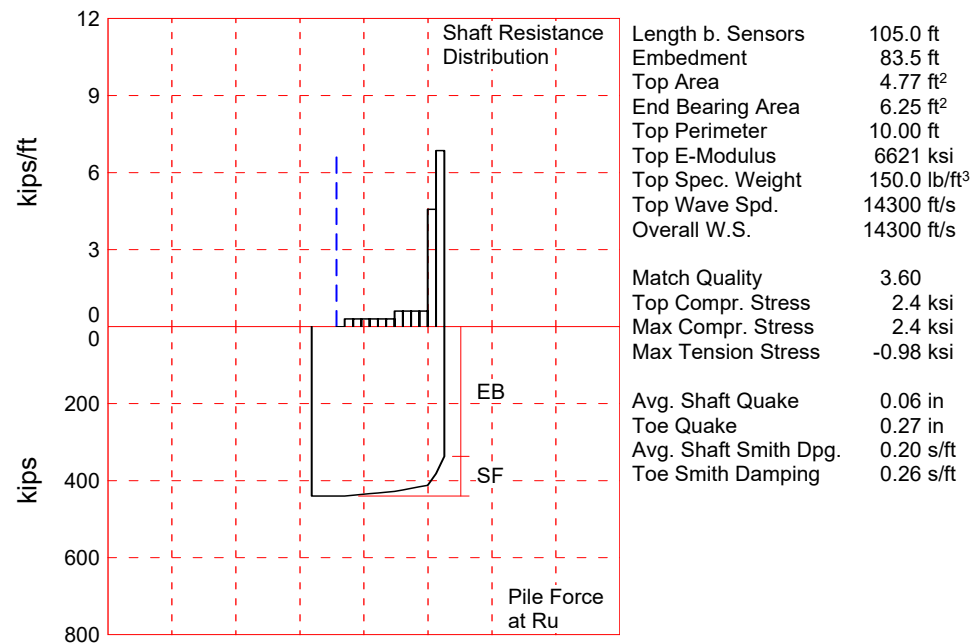 12
9
6
3
0
kips/ft
Shaft Resistance
Distribution
0
200
400
600
800
kips
EB
SF
Pile Force
at Ru
Length b. Sensors 105.0 ft
Embedment 83.5 ft
Top Area 4.77 ft²
End Bearing Area 6.25 ft²
Top Perimeter 10.00 ft
Top E-Modulus 6621 ksi
Top Spec. Weight 150.0 lb/ft³
Top Wave Spd. 14300 ft/s
Overall W.S. 14300 ft/s
Match Quality 3.60
Top Compr. Stress 2.4 ksi
Max Compr. Stress 2.4 ksi
Max Tension Stress -0.98 ksi
Avg. Shaft Quake 0.06 in
Toe Quake 0.27 in
Avg. Shaft Smith Dpg. 0.20 s/ft
Toe Smith Damping 0.26 s/ft